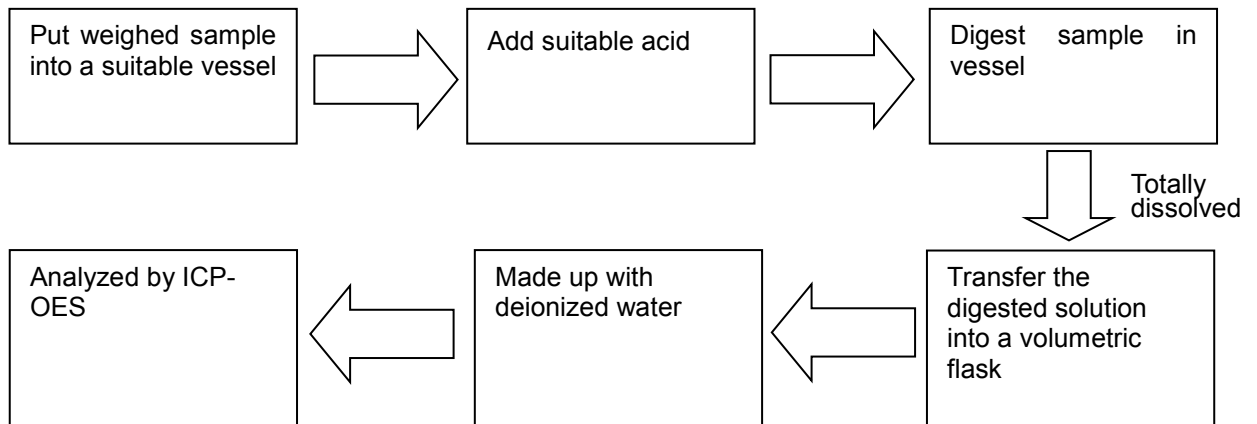 Put weighed sample
into a suitable vessel
Add suitable acid
Digest sample in
vessel
Totally
dissolved
Transfer the
digested solution
into a volumetric
flask
Made up with
deionized water
Analyzed by ICP-
OES